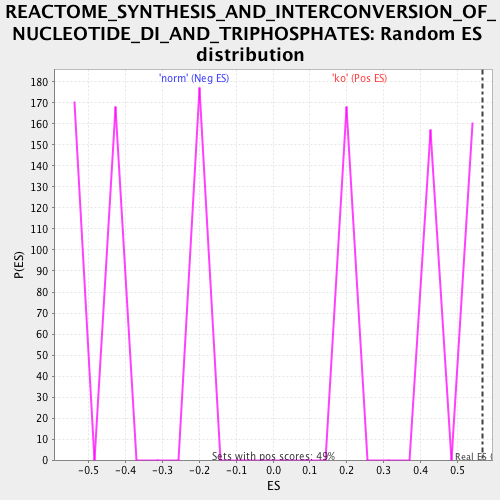 REACTOME_SYNTHESIS_AND_INTERCONVERSION_OF_
NUCLEOTIDE_DI_AND_TRIPHOSPHATES: Random ES
distribution
'norm' (Neg ES) 'ko' (Pos ES)
180
170
160
150
140
130
120
110
100
90
80
70
60
50
40
30
20
10
0
P(ES)
Sets with pos scores: 49%
Real ES (
-0.5 -0.4 -0.3 -0.2 -0.1 0.0 0.1 0.2 0.3 0.4 0.5
ES